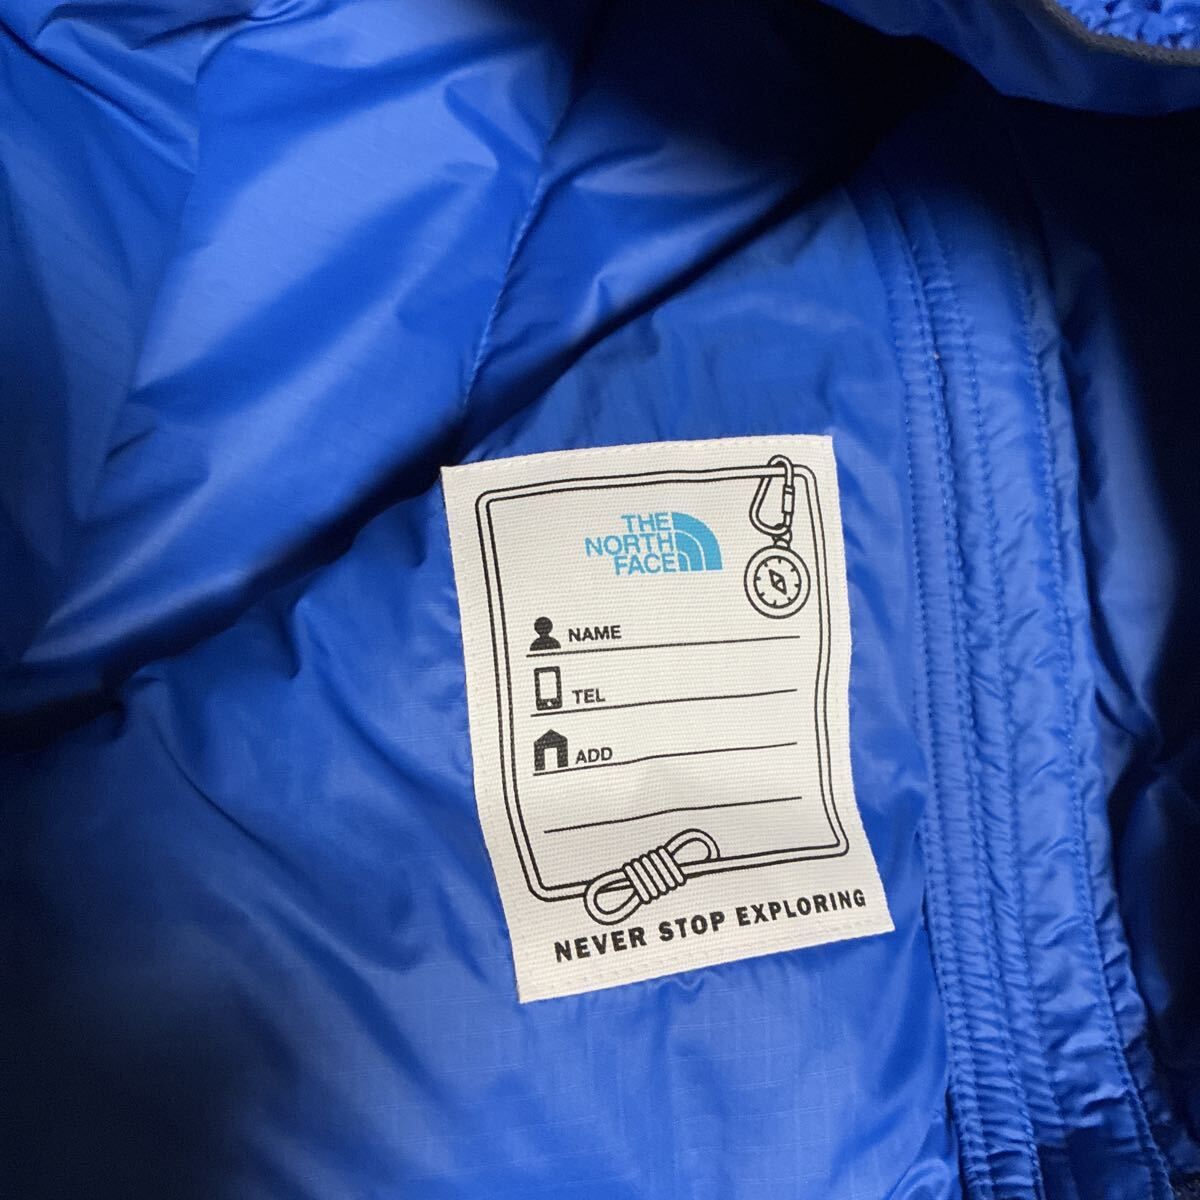 THE
NORTH
FACE
NAME
TEL
ADD
NEVER STOP EXPLORING